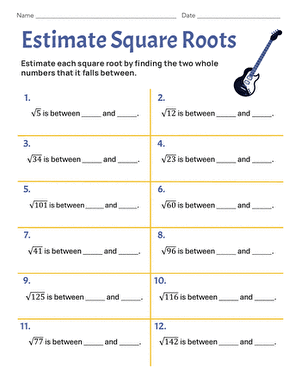 Name ______ Date ______
Estimate Square Roots
Estimate each square root by finding the two whole
numbers that it falls between.
1.
√5 is between _____ and _____.
2.
√12 is between _____ and _____.
3.
√34 is between _____ and _____.
4.
√23 is between _____ and _____.
5.
√101 is between _____ and _____.
6.
√60 is between _____ and _____.
7.
√41 is between _____ and _____.
8.
√96 is between _____ and _____.
9.
√125 is between _____ and _____.
10.
√116 is between _____ and _____.
11.
√77 is between _____ and _____.
12.
√142 is between _____ and _____.